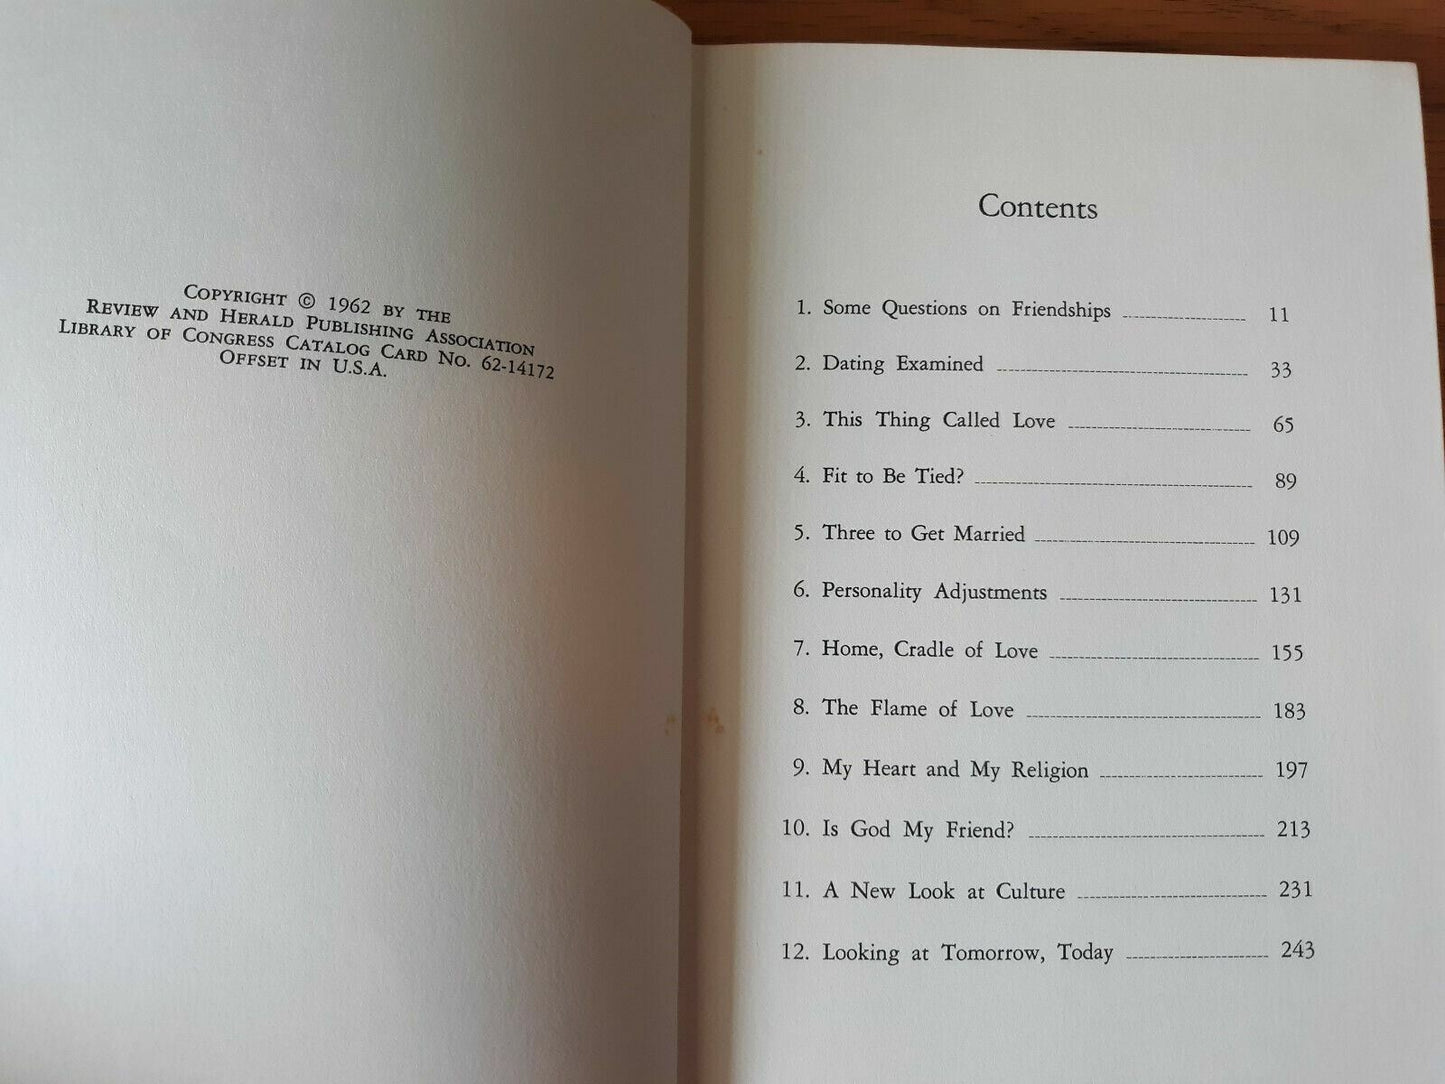 COPYRIGHT © 1962 BY THE
REVIEW AND HERALD PUBLISHING ASSOCIATION
LIBRARY OF CONGRESS CATALOG CARD NO. 62-14172
OFFSET IN U.S.A.
Contents
1. Some Questions on Friendships 11
2. Dating Examined 33
3. This Thing Called Love 65
4. Fit to Be Tied? 89
5. Three to Get Married 109
6. Personality Adjustments 131
7. Home, Cradle of Love 155
8. The Flame of Love 183
9. My Heart and My Religion 197
10. Is God My Friend? 213
11. A New Look at Culture 231
12. Looking at Tomorrow, Today 243